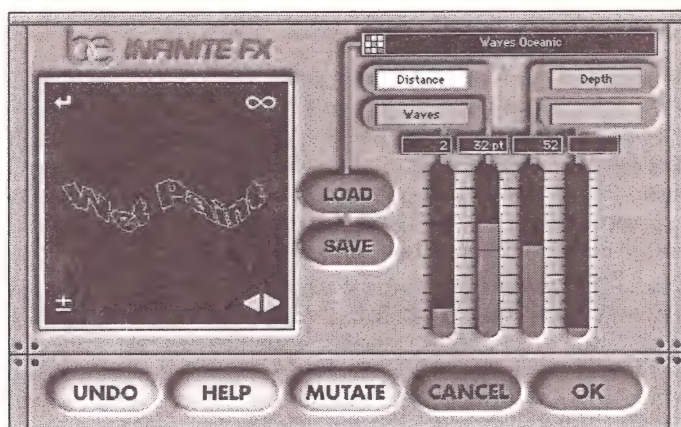 be INFINITE FX
Waves Oceanic
Distance
Depth
Waves
2
32 pt
52
Wet Paint
LOAD
SAVE
UNDO
HELP
MUTATE
CANCEL
OK